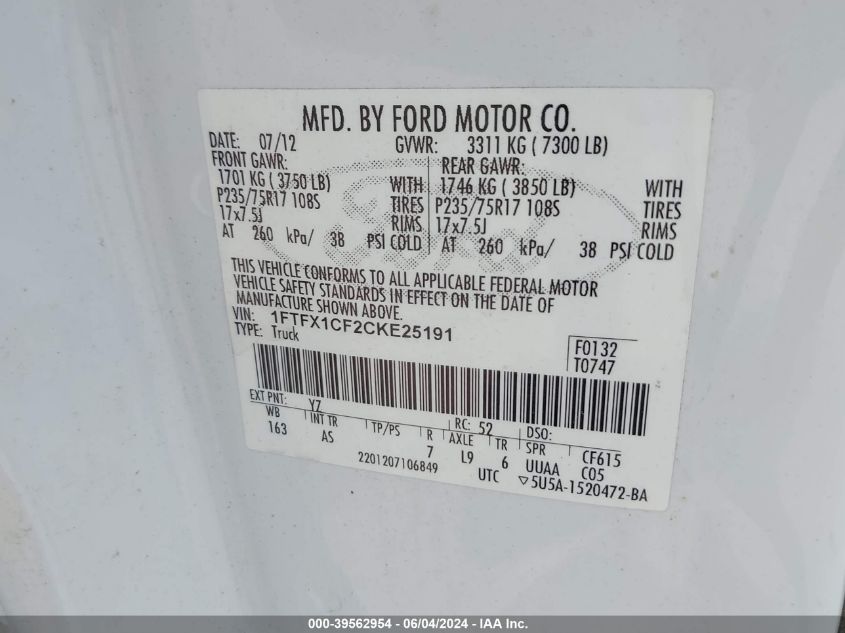 MFD. BY FORD MOTOR CO.
DATE: 07/12 GVWR: 3311 KG ( 7300 LB)
FRONT GAWR: REAR GAWR:
1701 KG ( 3750 LB) WITH 1746 KG ( 3850 LB) WITH
P235/75R17 108S TIRES P235/75R17 108S TIRES
17x7.5J RIMS 17x7.5J RIMS
AT 260 kPa/ 38 PSI COLD AT 260 kPa/ 38 PSI COLD
THIS VEHICLE CONFORMS TO ALL APPLICABLE FEDERAL MOTOR
VEHICLE SAFETY STANDARDS IN EFFECT ON THE DATE OF
MANUFACTURE SHOWN ABOVE.
VIN: 1FTFX1CF2CKE25191
TYPE: Truck
F0132
T0747
EXT PNT: YZ RC: 52 DSO:
WB INT TR TP/PS R AXLE TR SPR CF615
163 AS 7 L9 6 UUAA C05
2201207106849 UTC ▽5U5A-1520472-BA
000-39562954 - 06/04/2024 - IAA Inc.